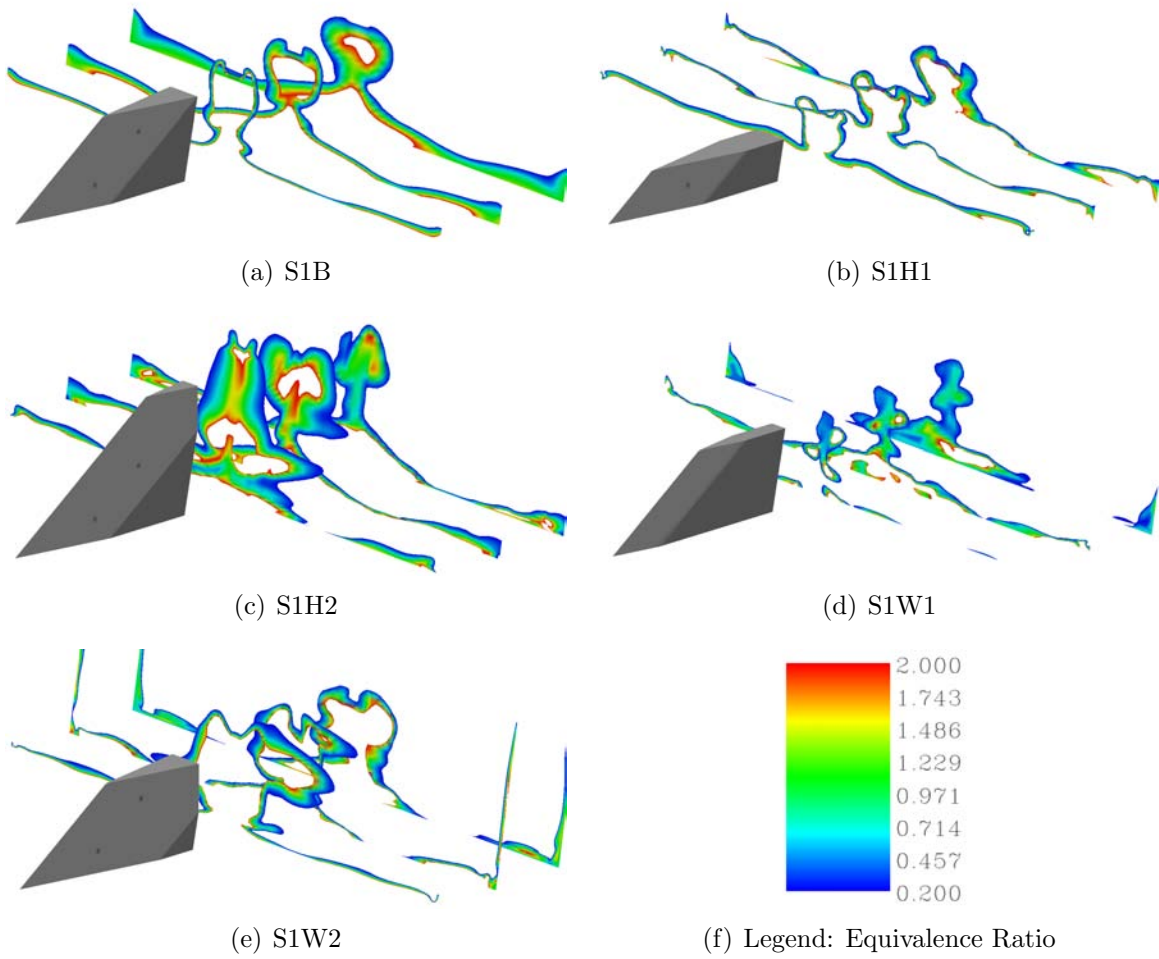 (a) S1B
(b) S1H1
(c) S1H2
(d) S1W1
2.000
1.743
1.486
1.229
0.971
0.714
0.457
0.200
(e) S1W2
(f) Legend: Equivalence Ratio